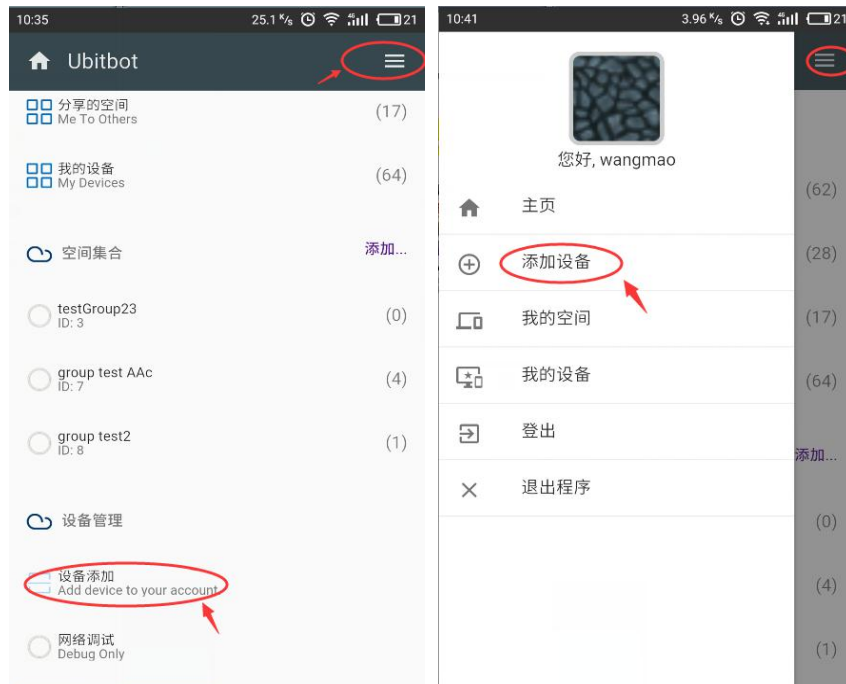 10:35 25.1 K/s 4G 21
Ubitbot
分享的空间
Me To Others
(17)
我的设备
My Devices
(64)
空间集合 添加...
testGroup23
ID: 3
(0)
group test AAc
ID: 7
(4)
group test2
ID: 8
(1)
设备管理
设备添加
Add device to your account
网络调试
Debug Only
10:41 3.96 K/s 4G 21
您好, wangmao
主页
(62)
添加设备
(28)
我的空间
(17)
我的设备
(64)
登出
添加...
退出程序
(0)
(4)
(1)